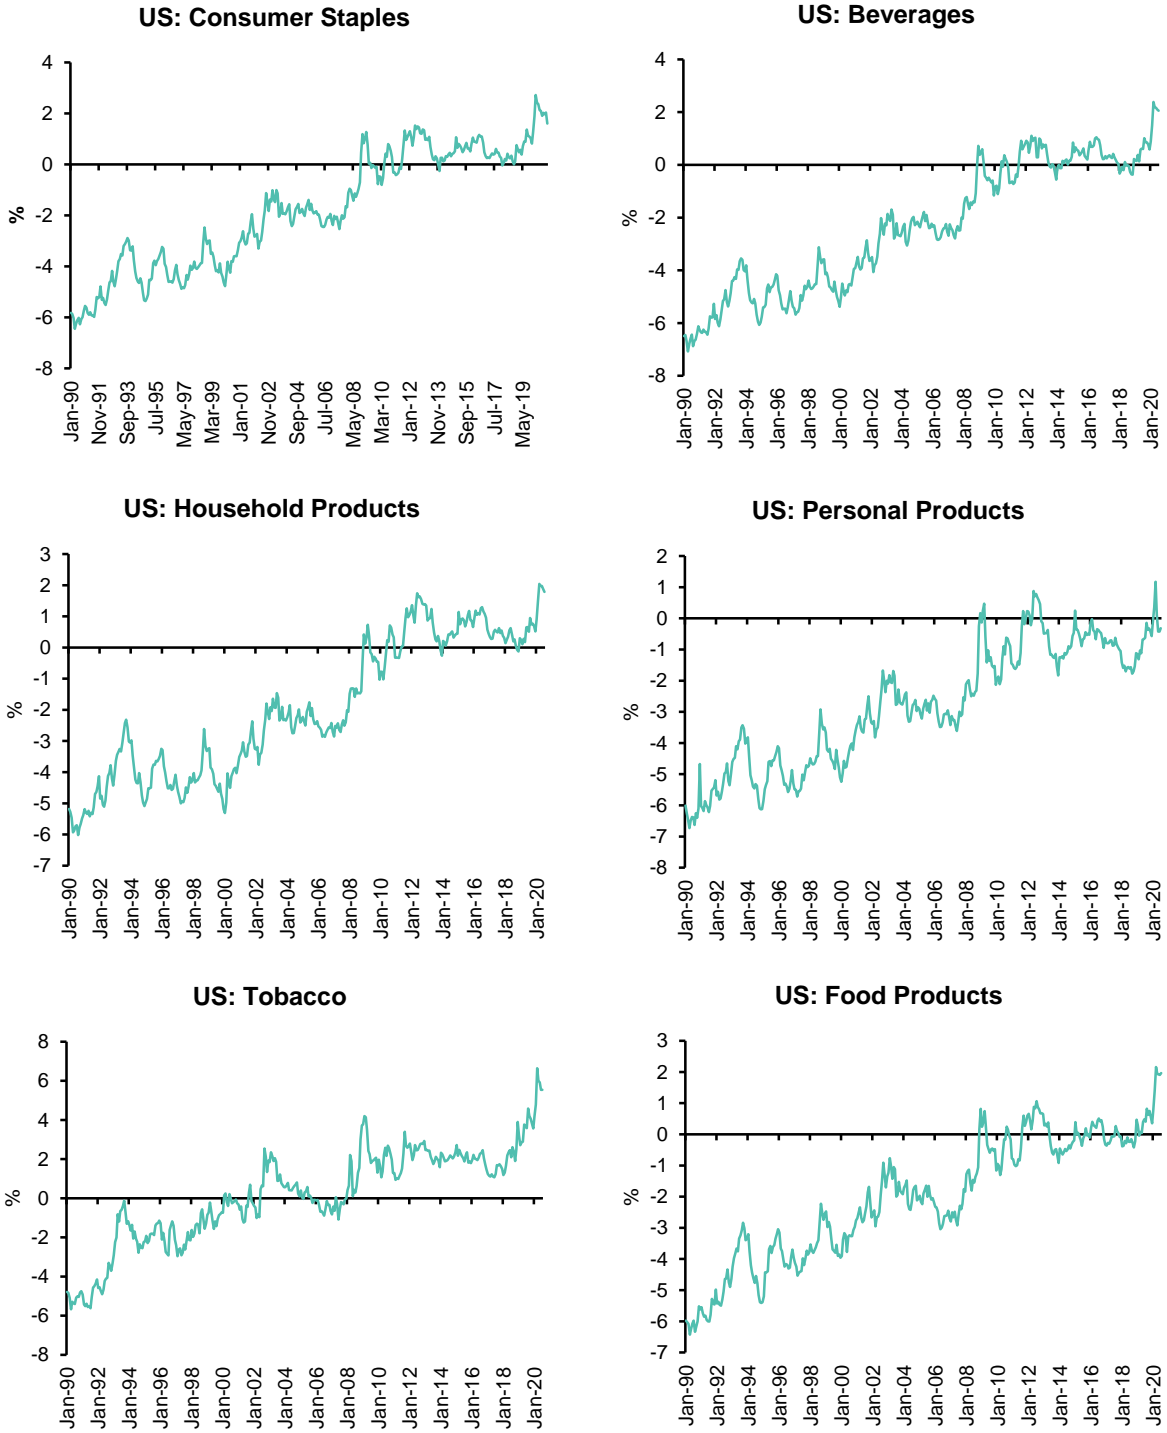 US: Consumer Staples
4
2
0
-2
-4
-6
-8
%
Jan-90
Nov-91
Sep-93
Jul-95
May-97
Mar-99
Jan-01
Nov-02
Sep-04
Jul-06
May-08
Mar-10
Jan-12
Nov-13
Sep-15
Jul-17
May-19
US: Beverages
4
2
0
-2
-4
-6
-8
%
Jan-90
Jan-92
Jan-94
Jan-96
Jan-98
Jan-00
Jan-02
Jan-04
Jan-06
Jan-08
Jan-10
Jan-12
Jan-14
Jan-16
Jan-18
Jan-20
US: Household Products
3
2
1
0
-1
-2
-3
-4
-5
-6
-7
%
Jan-90
Jan-92
Jan-94
Jan-96
Jan-98
Jan-00
Jan-02
Jan-04
Jan-06
Jan-08
Jan-10
Jan-12
Jan-14
Jan-16
Jan-18
Jan-20
US: Personal Products
2
1
0
-1
-2
-3
-4
-5
-6
-7
-8
%
Jan-90
Jan-92
Jan-94
Jan-96
Jan-98
Jan-00
Jan-02
Jan-04
Jan-06
Jan-08
Jan-10
Jan-12
Jan-14
Jan-16
Jan-18
Jan-20
US: Tobacco
8
6
4
2
0
-2
-4
-6
-8
%
Jan-90
Jan-92
Jan-94
Jan-96
Jan-98
Jan-00
Jan-02
Jan-04
Jan-06
Jan-08
Jan-10
Jan-12
Jan-14
Jan-16
Jan-18
Jan-20
US: Food Products
3
2
1
0
-1
-2
-3
-4
-5
-6
-7
%
Jan-90
Jan-92
Jan-94
Jan-96
Jan-98
Jan-00
Jan-02
Jan-04
Jan-06
Jan-08
Jan-10
Jan-12
Jan-14
Jan-16
Jan-18
Jan-20